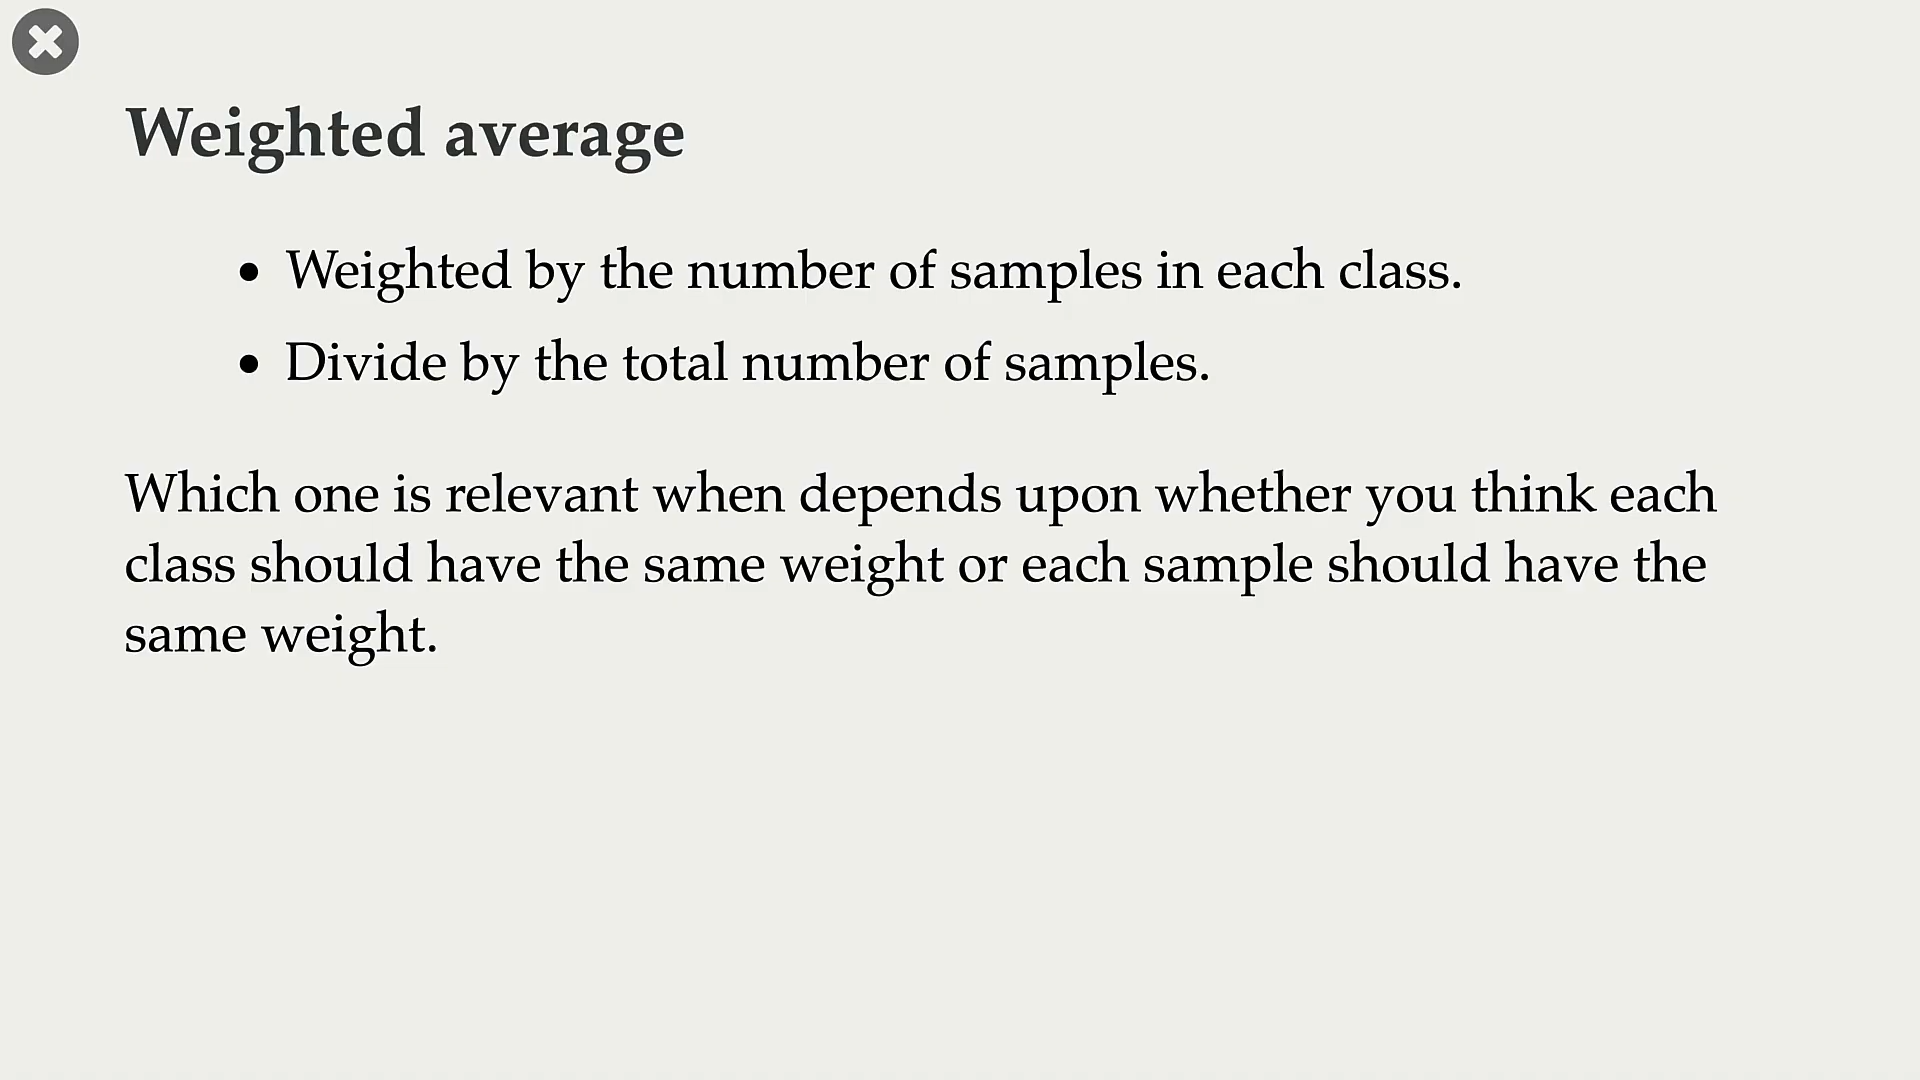 Weighted average
• Weighted by the number of samples in each class.
• Divide by the total number of samples.
Which one is relevant when depends upon whether you think each
class should have the same weight or each sample should have the
same weight.